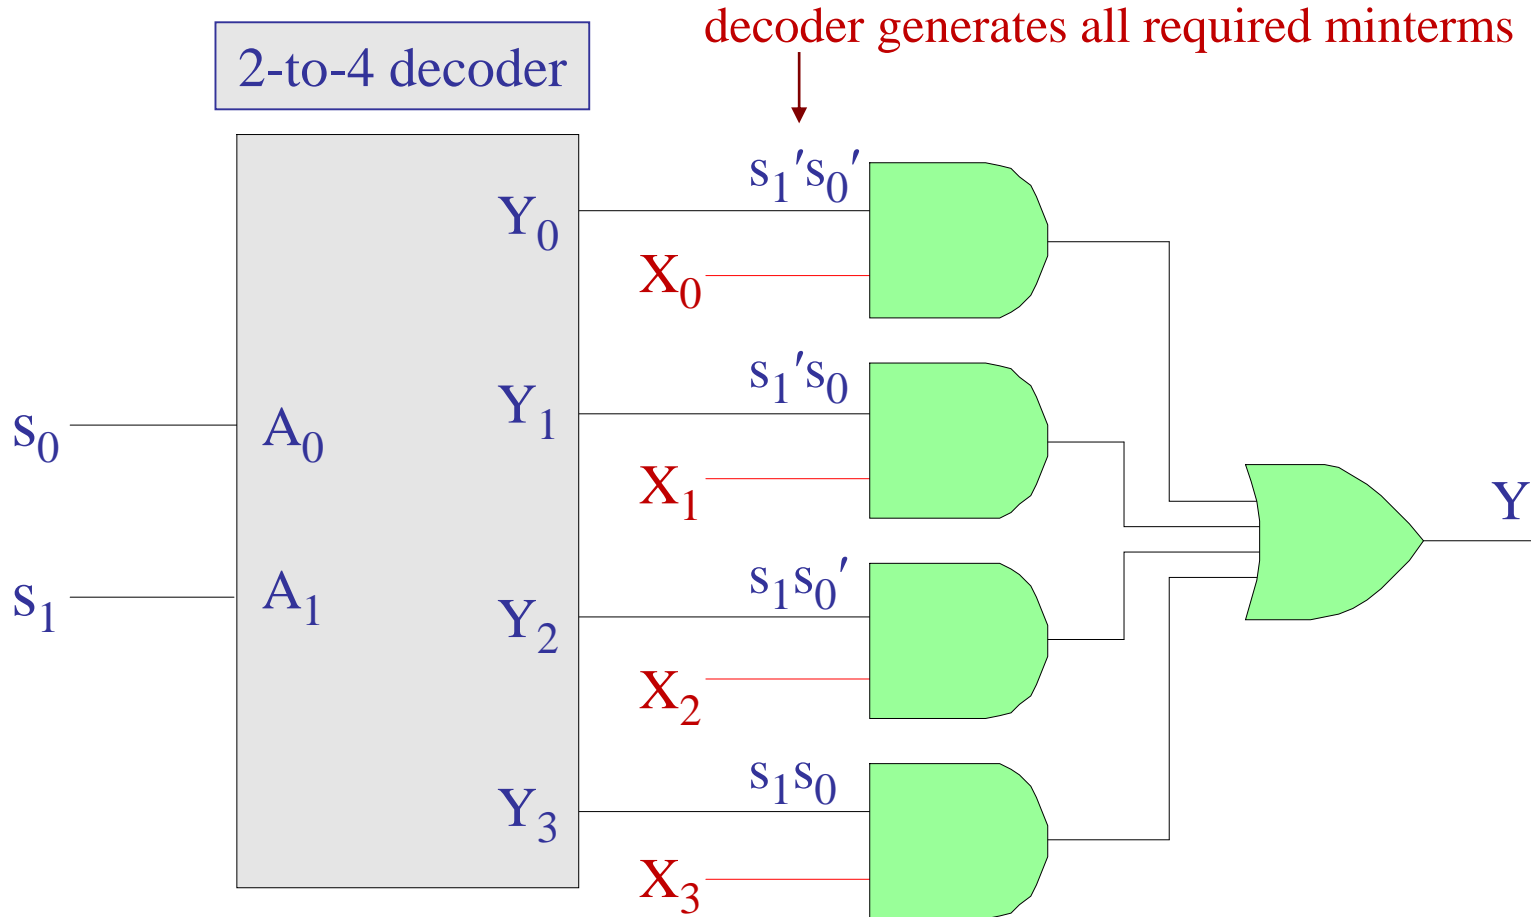 decoder generates all required minterms
2-to-4 decoder
s₁′s₀′
Y₀
X₀
s₁′s₀
Y₁
s₀
A₀
X₁
Y
s₁s₀′
s₁
A₁
Y₂
X₂
s₁s₀
Y₃
X₃